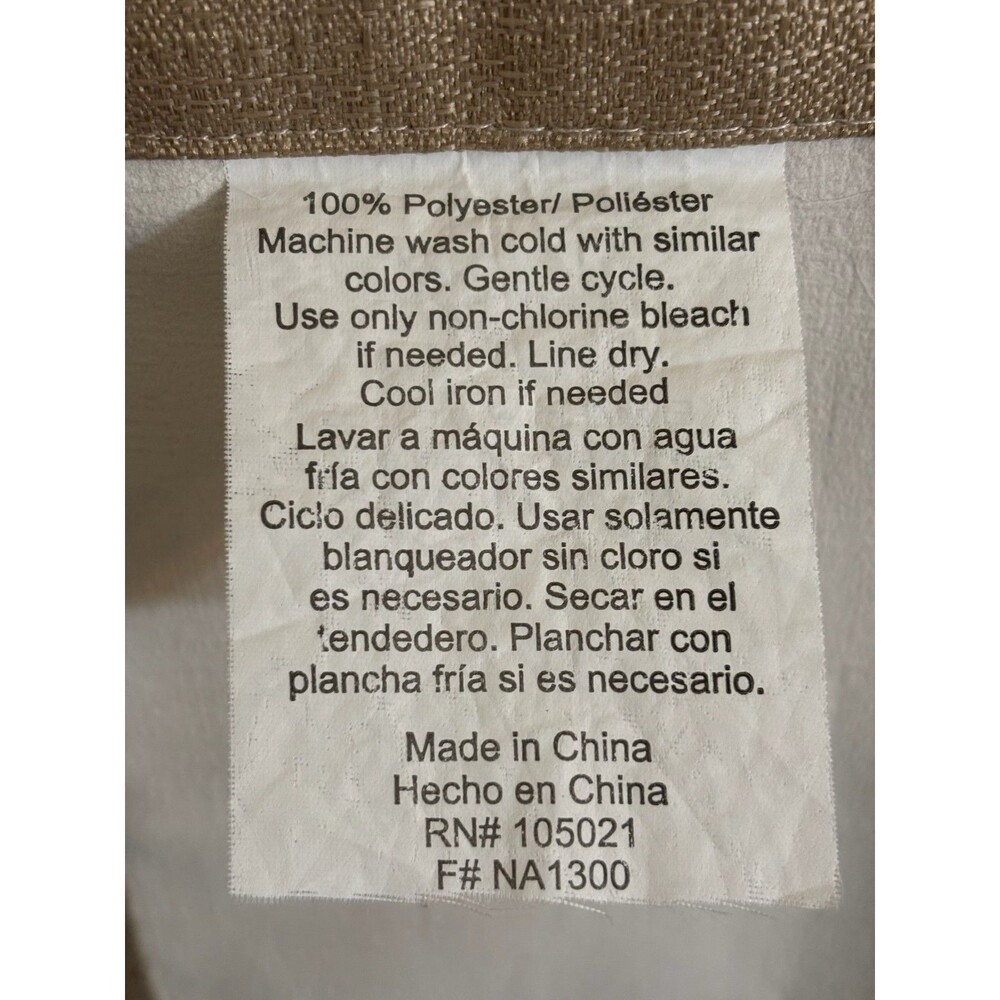 100% Polyester/ Poliéster
Machine wash cold with similar
colors. Gentle cycle.
Use only non-chlorine bleach
if needed. Line dry.
Cool iron if needed
Lavar a máquina con agua
fría con colores similares.
Ciclo delicado. Usar solamente
blanqueador sin cloro si
es necesario. Secar en el
tendedero. Planchar con
plancha fría si es necesario.
Made in China
Hecho en China
RN# 105021
F# NA1300